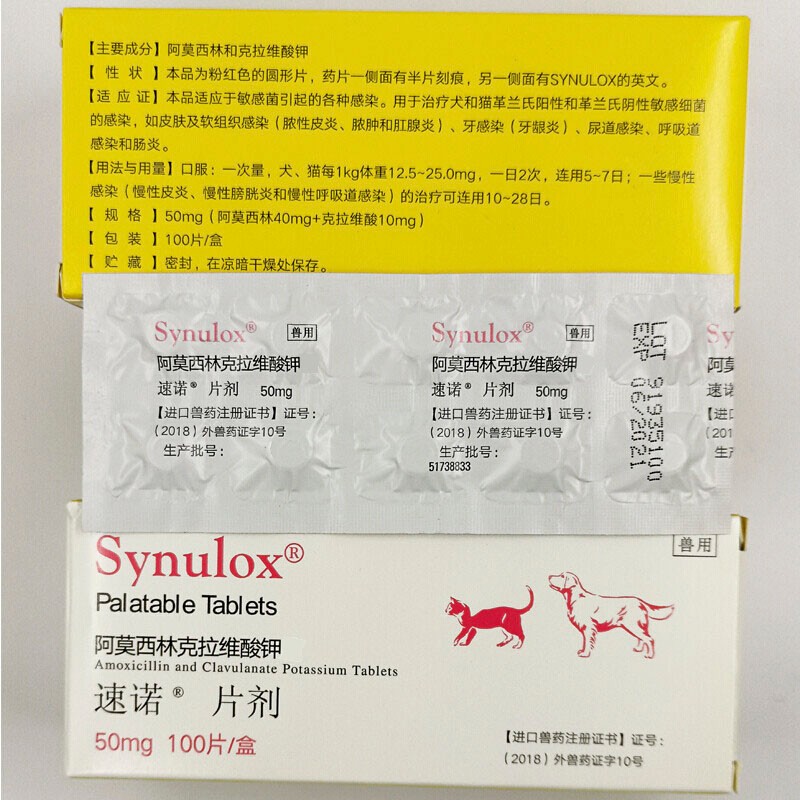 【主要成分】阿莫西林和克拉维酸钾
【 性 状 】本品为粉红色的圆形片，药片一侧面有半片刻痕，另一侧面有SYNULOX的英文。
【适 应 证】本品适应于敏感菌引起的各种感染。用于治疗犬和猫革兰氏阳性和革兰氏阴性敏感细菌
的感染，如皮肤及软组织感染（脓性皮炎、脓肿和肛腺炎）、牙感染（牙龈炎）、尿道感染、呼吸道
感染和肠炎。
【用法与用量】口服：一次量，犬、猫每1kg体重12.5~25.0mg，一日2次，连用5~7日；一些慢性
感染（慢性皮炎、慢性膀胱炎和慢性呼吸道感染）的治疗可连用10~28日。
【 规 格 】50mg（阿莫西林40mg+克拉维酸10mg）
【 包 装 】100片/盒
【 贮 藏 】密封，在凉暗干燥处保存。
Synulox® 兽用
阿莫西林克拉维酸钾
速诺® 片剂 50mg
【进口兽药注册证书】证号：
（2018）外兽药证字10号
生产批号：
Synulox® 兽用
阿莫西林克拉维酸钾
速诺® 片剂 50mg
【进口兽药注册证书】证号：
（2018）外兽药证字10号
生产批号：
51738833
LOT 91935100
EXP 06/2021
Sy
阿莫
速诺
【进
（201
生产
Synulox® 兽用
Palatable Tablets
阿莫西林克拉维酸钾
Amoxicillin and Clavulanate Potassium Tablets
速诺® 片剂
50mg 100片/盒
【进口兽药注册证书】证号：
（2018）外兽药证字10号